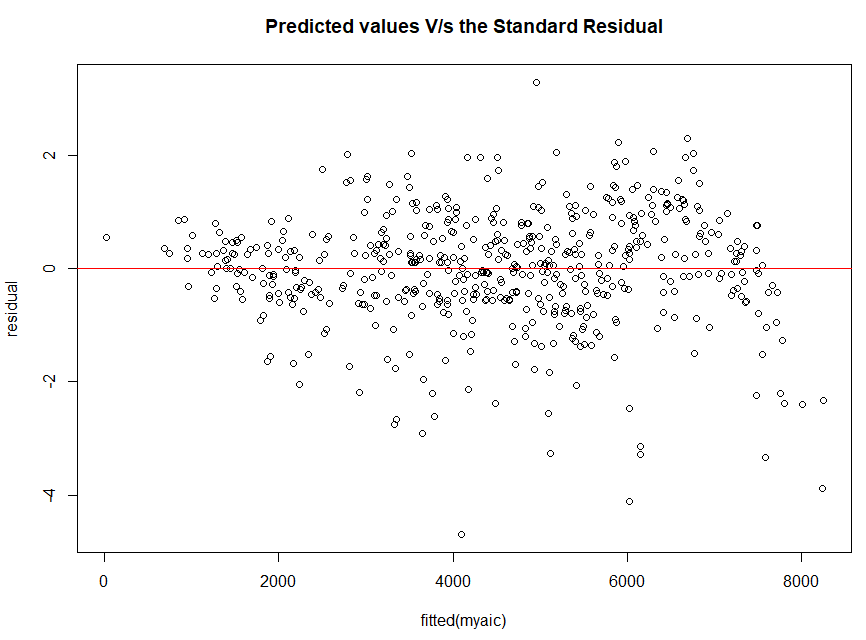 Predicted values V/s the Standard Residual
residual
2
0
-2
-4
0 2000 4000 6000 8000
fitted(myaic)